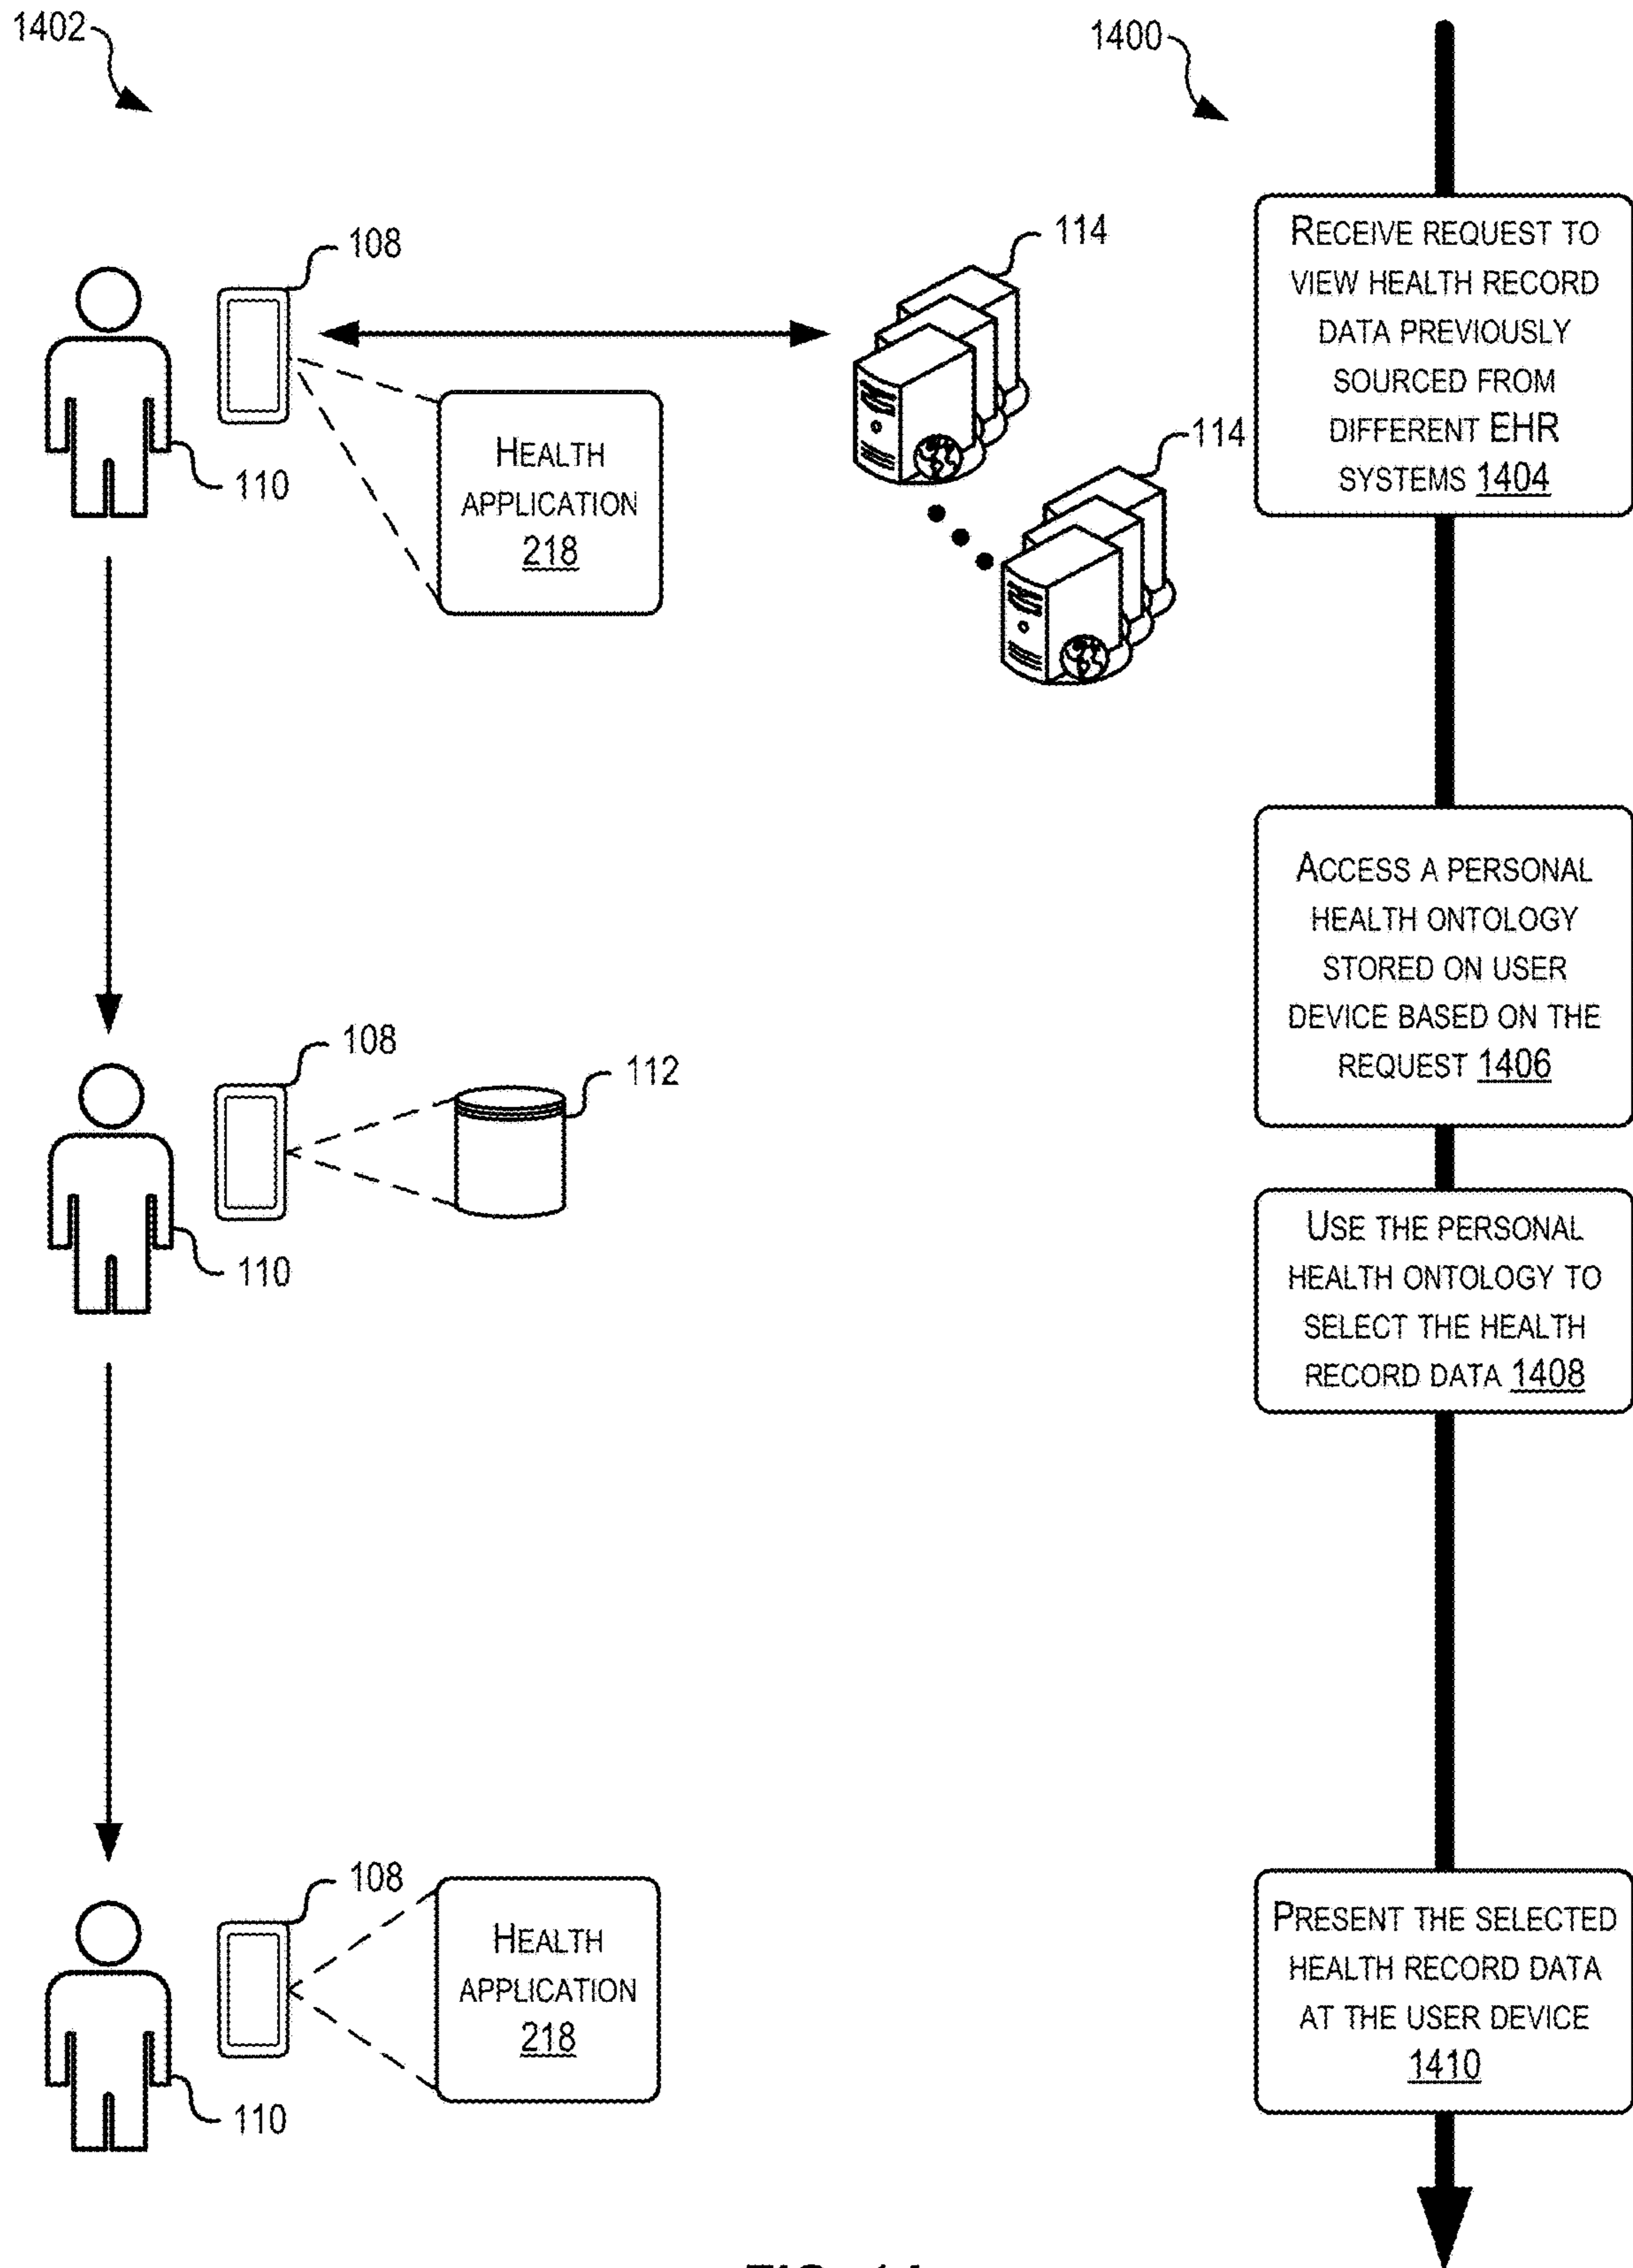 1402
1400
108
114
RECEIVE REQUEST TO
VIEW HEALTH RECORD
DATA PREVIOUSLY
SOURCED FROM
DIFFERENT EHR
SYSTEMS 1404
HEALTH
APPLICATION
218
110
114
ACCESS A PERSONAL
HEALTH ONTOLOGY
STORED ON USER
DEVICE BASED ON THE
REQUEST 1406
108
112
110
USE THE PERSONAL
HEALTH ONTOLOGY TO
SELECT THE HEALTH
RECORD DATA 1408
108
HEALTH
APPLICATION
218
110
PRESENT THE SELECTED
HEALTH RECORD DATA
AT THE USER DEVICE
1410